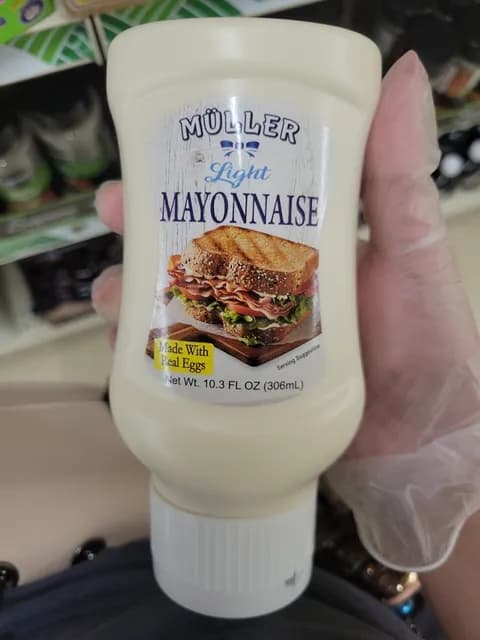 MÜLLER
Light
MAYONNAISE
Made With
Real Eggs
Serving Suggestion
Net Wt. 10.3 FL OZ (306mL)